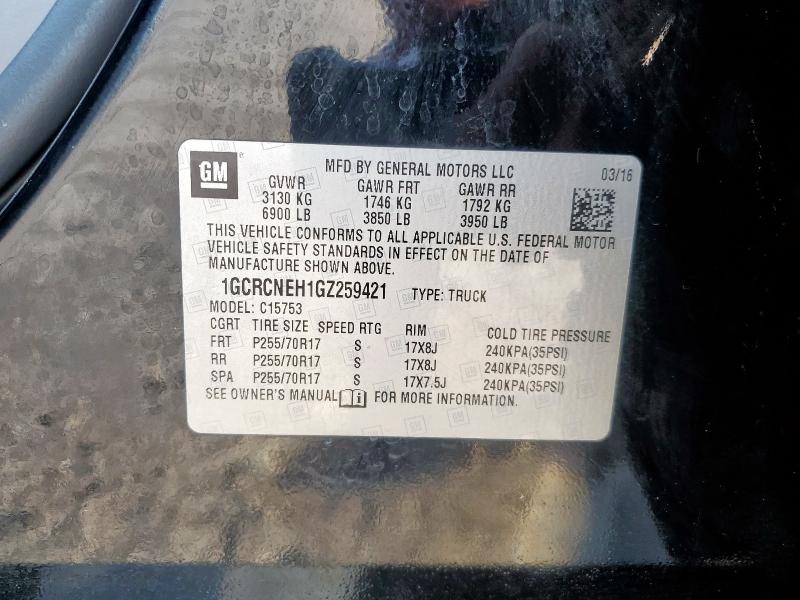 GM MFD BY GENERAL MOTORS LLC 03/16
GVWR GAWR FRT GAWR RR
3130 KG 1746 KG 1792 KG
6900 LB 3850 LB 3950 LB
THIS VEHICLE CONFORMS TO ALL APPLICABLE U.S. FEDERAL MOTOR
VEHICLE SAFETY STANDARDS IN EFFECT ON THE DATE OF
MANUFACTURE SHOWN ABOVE.
1GCRCNEH1GZ259421 TYPE: TRUCK
MODEL: C15753
CGRT TIRE SIZE SPEED RTG RIM COLD TIRE PRESSURE
FRT P255/70R17 S 17X8J 240KPA(35PSI)
RR P255/70R17 S 17X8J 240KPA(35PSI)
SPA P255/70R17 S 17X7.5J 240KPA(35PSI)
SEE OWNER'S MANUAL i FOR MORE INFORMATION.